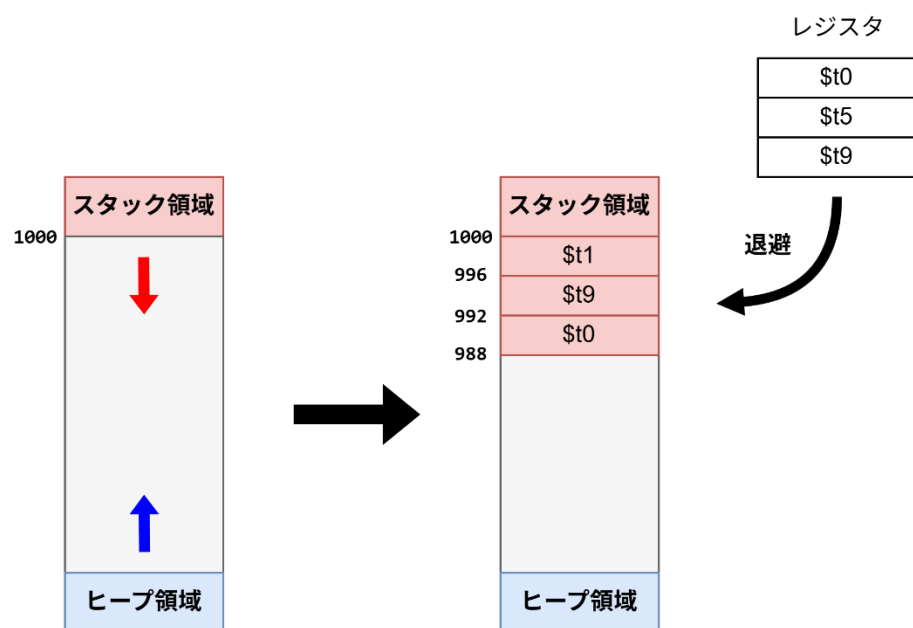 レジスタ
$t0
$t5
$t9
スタック領域
1000
スタック領域
1000
$t1
996
$t9
992
$t0
988
退避
ヒープ領域
ヒープ領域